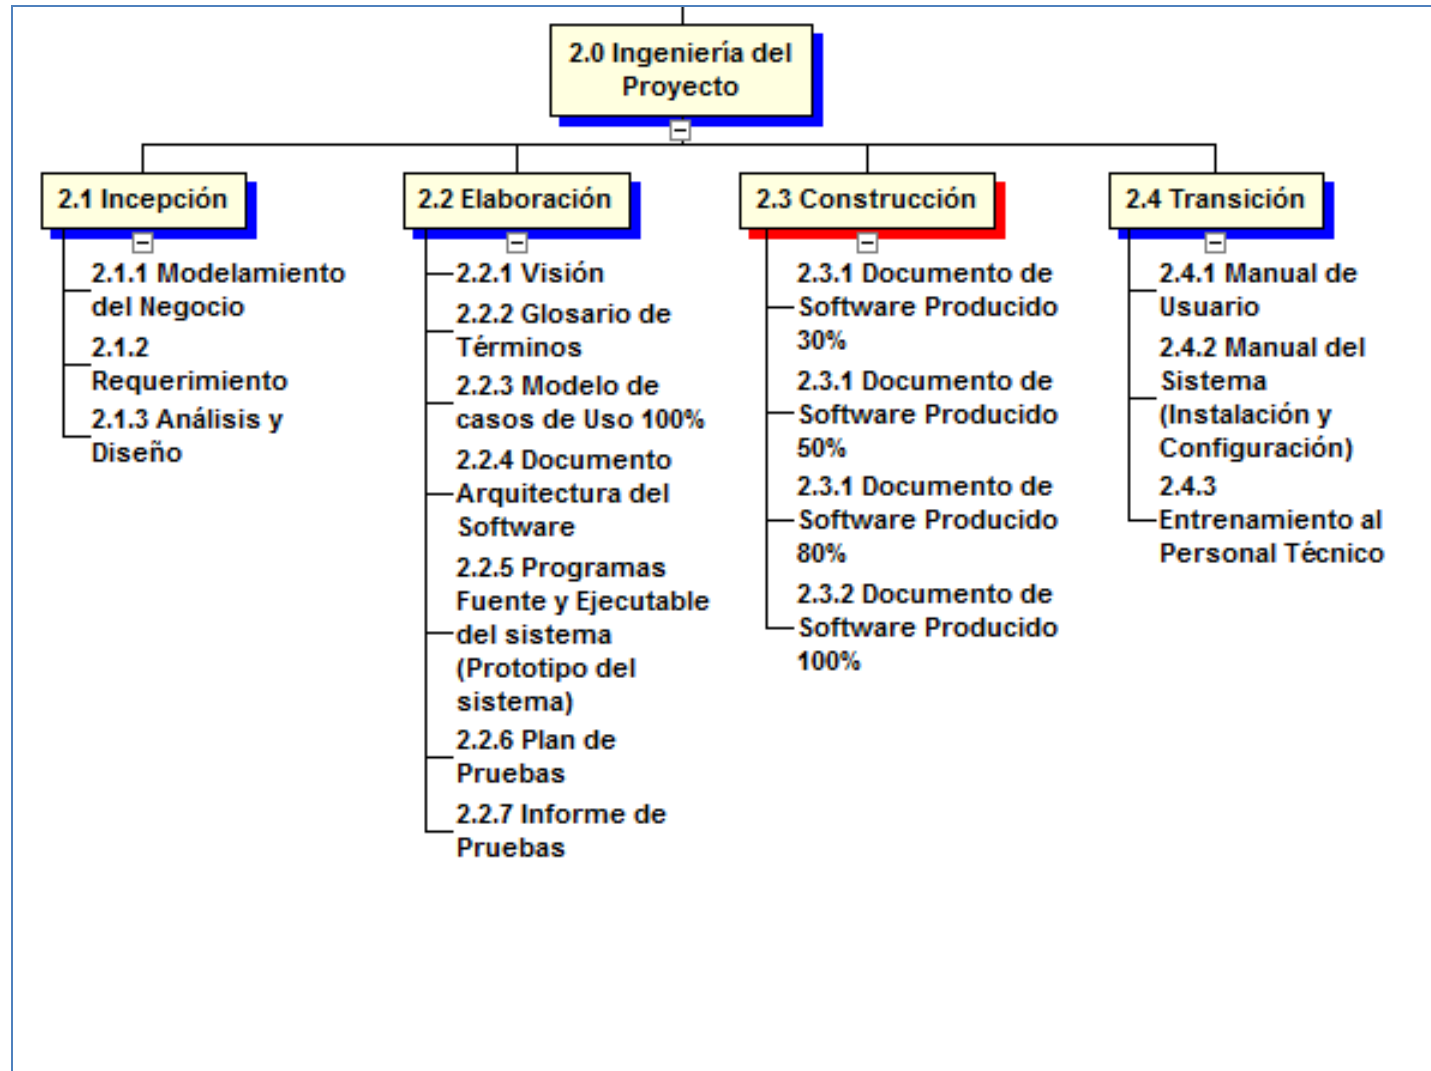 2.0 Ingeniería del
Proyecto
2.1 Incepción
2.1.1 Modelamiento
del Negocio
2.1.2
Requerimiento
2.1.3 Análisis y
Diseño
2.2 Elaboración
2.2.1 Visión
2.2.2 Glosario de
Términos
2.2.3 Modelo de
casos de Uso 100%
2.2.4 Documento
Arquitectura del
Software
2.2.5 Programas
Fuente y Ejecutable
del sistema
(Prototipo del
sistema)
2.2.6 Plan de
Pruebas
2.2.7 Informe de
Pruebas
2.3 Construcción
2.3.1 Documento de
Software Producido
30%
2.3.1 Documento de
Software Producido
50%
2.3.1 Documento de
Software Producido
80%
2.3.2 Documento de
Software Producido
100%
2.4 Transición
2.4.1 Manual de
Usuario
2.4.2 Manual del
Sistema
(Instalación y
Configuración)
2.4.3
Entrenamiento al
Personal Técnico